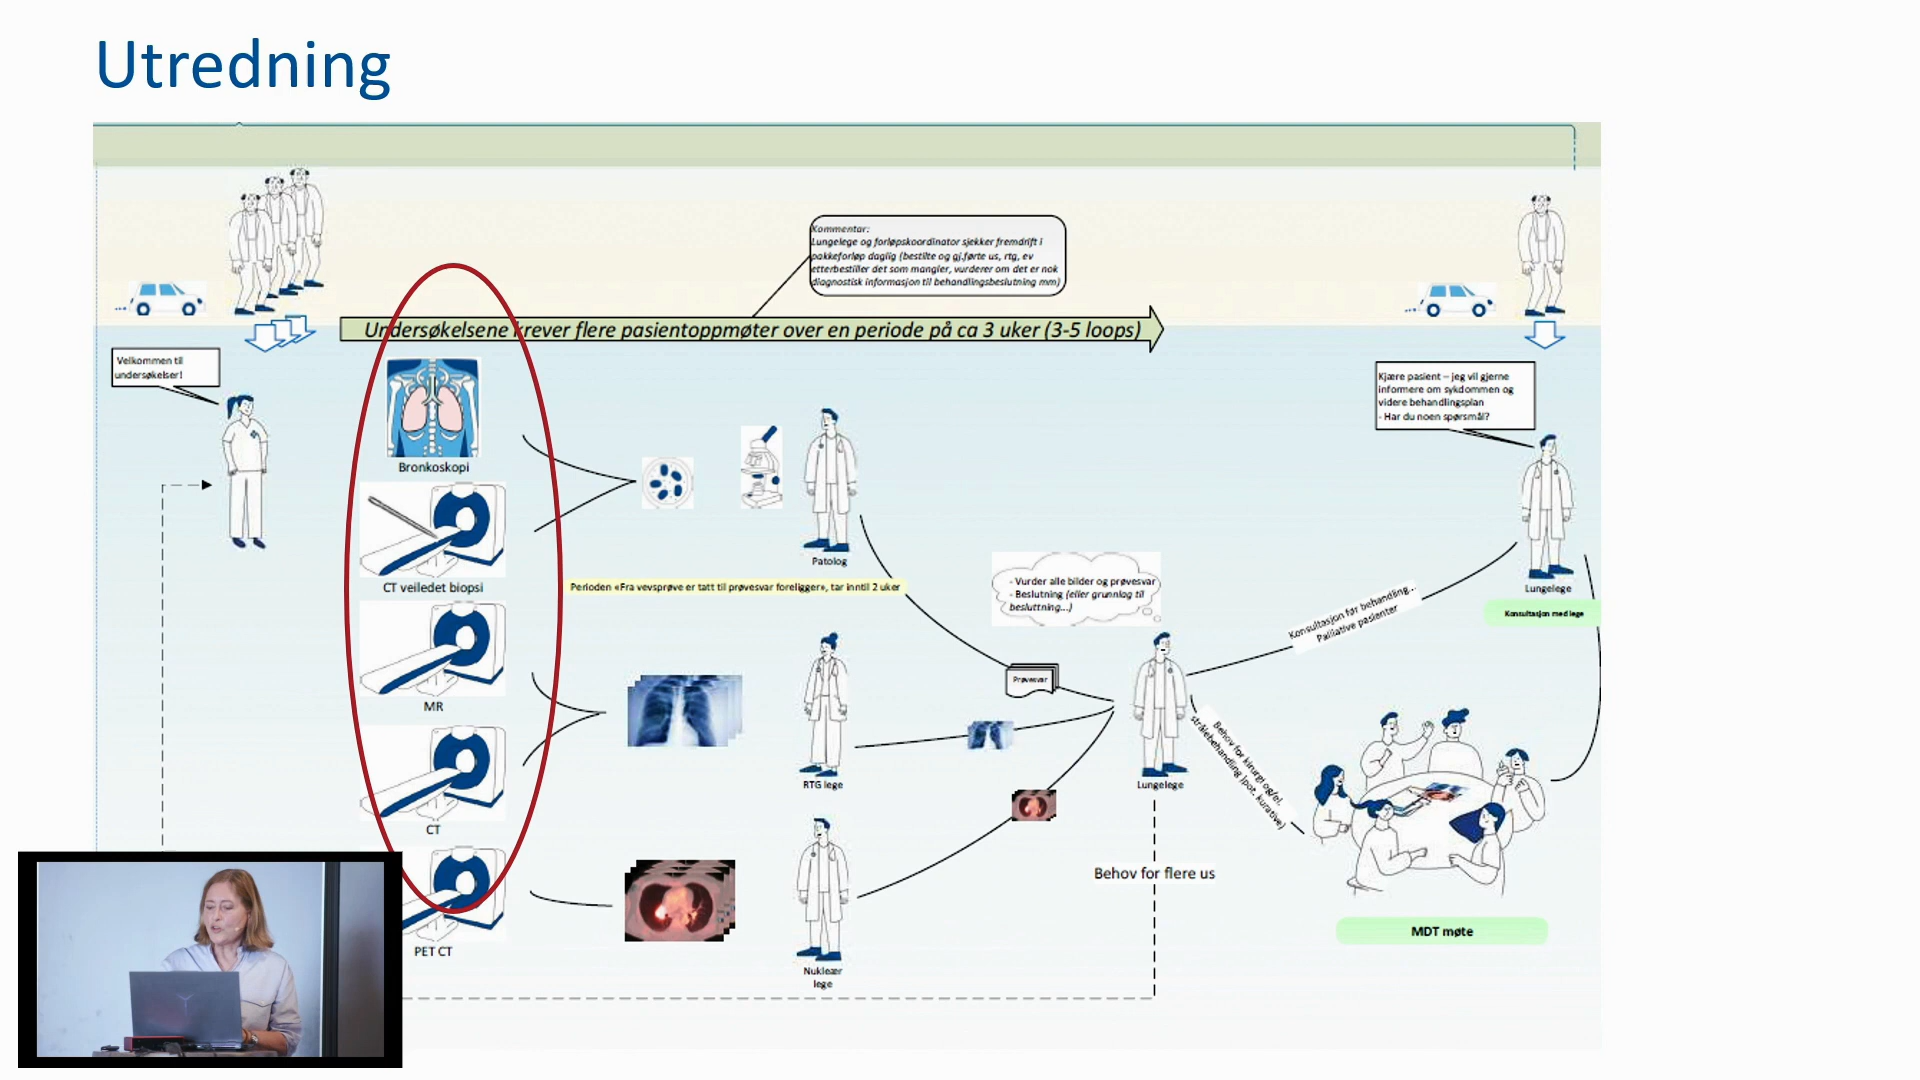 Utredning
Kommentar:
Lungelege og forløpskoordinator sjekker fremdrift i
pakkeforløp daglig (bestilte og gj.førte us, rtg, ev
etterbestiller det som mangler, vurderer om det er nok
diagnostisk informasjon til behandlingsbeslutning mm)
Undersøkelsene krever flere pasientoppmøter over en periode på ca 3 uker (3-5 loops)
Velkommen til
undersøkelser!
Kjære pasient – jeg vil gjerne
informere om sykdommen og
videre behandlingsplan
- Har du noen spørsmål?
Bronkoskopi
CT veiledet biopsi
MR
CT
PET CT
Patolog
Perioden «Fra vevsprøve er tatt til prøvesvar foreligger», tar inntil 2 uker
- Vurder alle bilder og prøvesvar
- Beslutning (eller grunnlag til
besluttning...)
Lungelege
Konsultasjon med lege
Konsultasjon før behandling...
Palliative pasienter
Prøvesvar
RTG lege
Lungelege
Behov for kirurgi og/el.
strålebehandling (pot. kurative)
Behov for flere us
MDT møte
Nukleær
lege